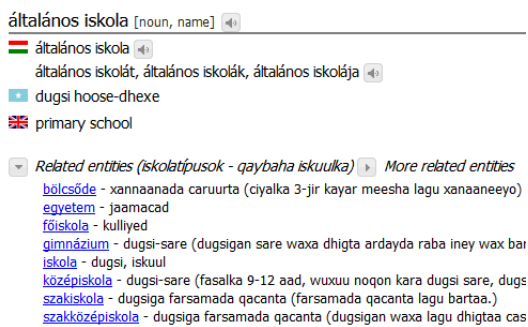 általános iskola [noun, name]
általános iskola
általános iskolát, általános iskolák, általános iskolája
dugsi hoose-dhexe
primary school
Related entities (iskolatípusok - qaybaha iskuulka) More related entities
bölcsőde - xannaanada caruurta (ciyalka 3-jir kayar meesha lagu xanaaneeyo)
egyetem - jaamacad
főiskola - kulliyed
gimnázium - dugsi-sare (dugsigan sare waxa dhigta ardayda raba iney wax bar
iskola - dugsi, iskuul
középiskola - dugsi-sare (fasalka 9-12 aad, wuxuu noqon kara dugsi sare, dugs
szakiskola - dugsiga farsamada qacanta (farsamada qacanta lagu bartaa.)
szakközépiskola - dugsiga farsamada qacanta (dugsigan waxa lagu dhigtaa cas